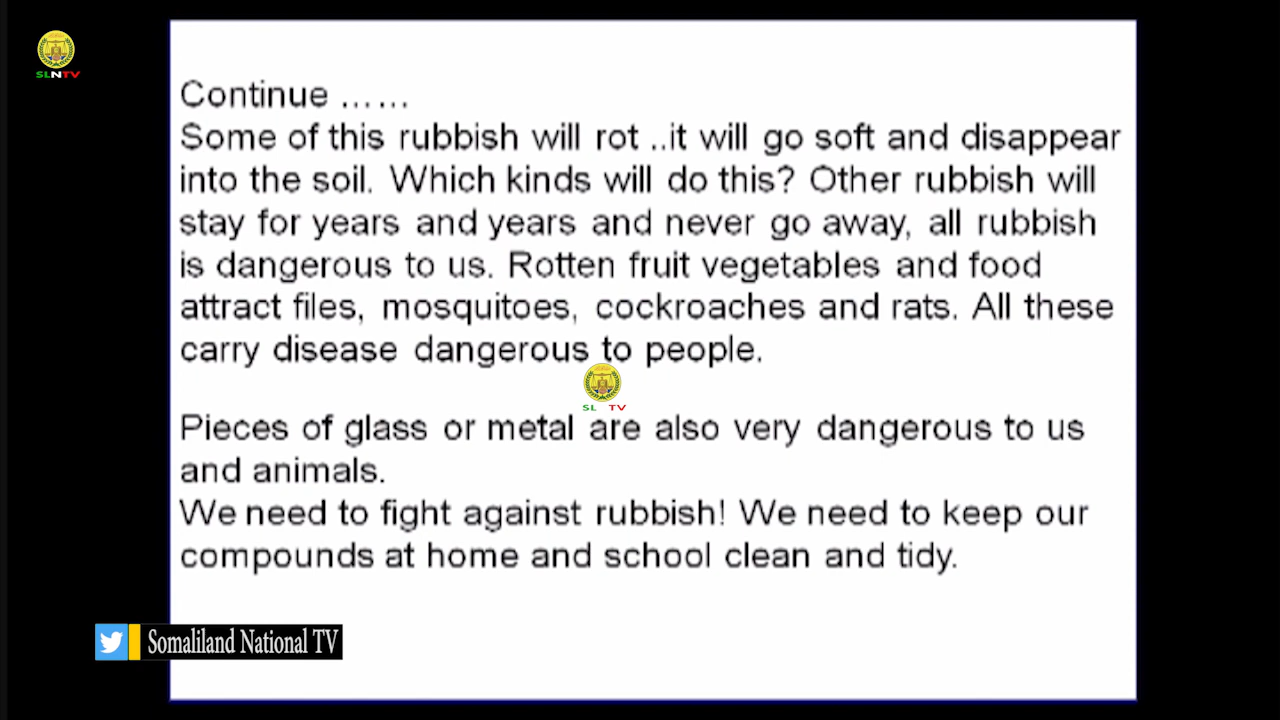 SLNTV
Continue ……
Some of this rubbish will rot ..it will go soft and disappear
into the soil. Which kinds will do this? Other rubbish will
stay for years and years and never go away, all rubbish
is dangerous to us. Rotten fruit vegetables and food
attract files, mosquitoes, cockroaches and rats. All these
carry disease dangerous to people.
SL TV
Pieces of glass or metal are also very dangerous to us
and animals.
We need to fight against rubbish! We need to keep our
compounds at home and school clean and tidy.
Somaliland National TV